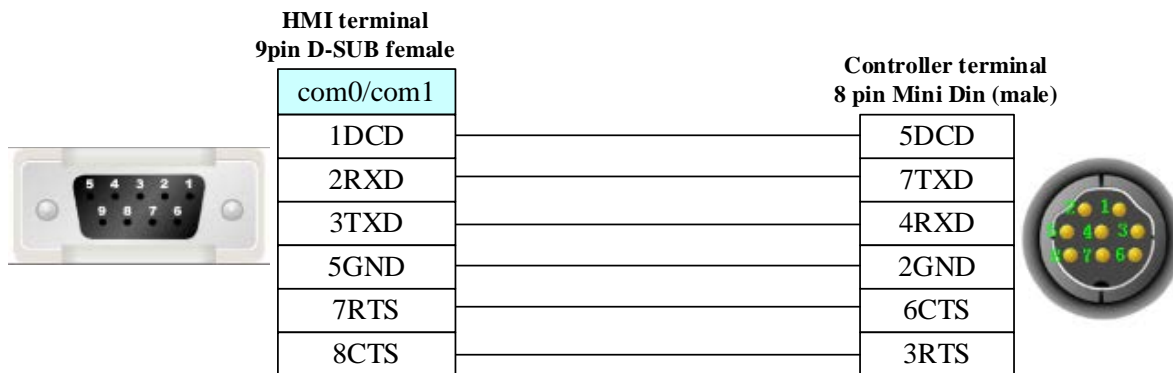 HMI terminal
9pin D-SUB female
com0/com1
1DCD
2RXD
3TXD
5GND
7RTS
8CTS
Controller terminal
8 pin Mini Din (male)
5DCD
7TXD
4RXD
2GND
6CTS
3RTS
5 4 3 2 1
9 8 7 6
2 1
5 4 3
8 7 6